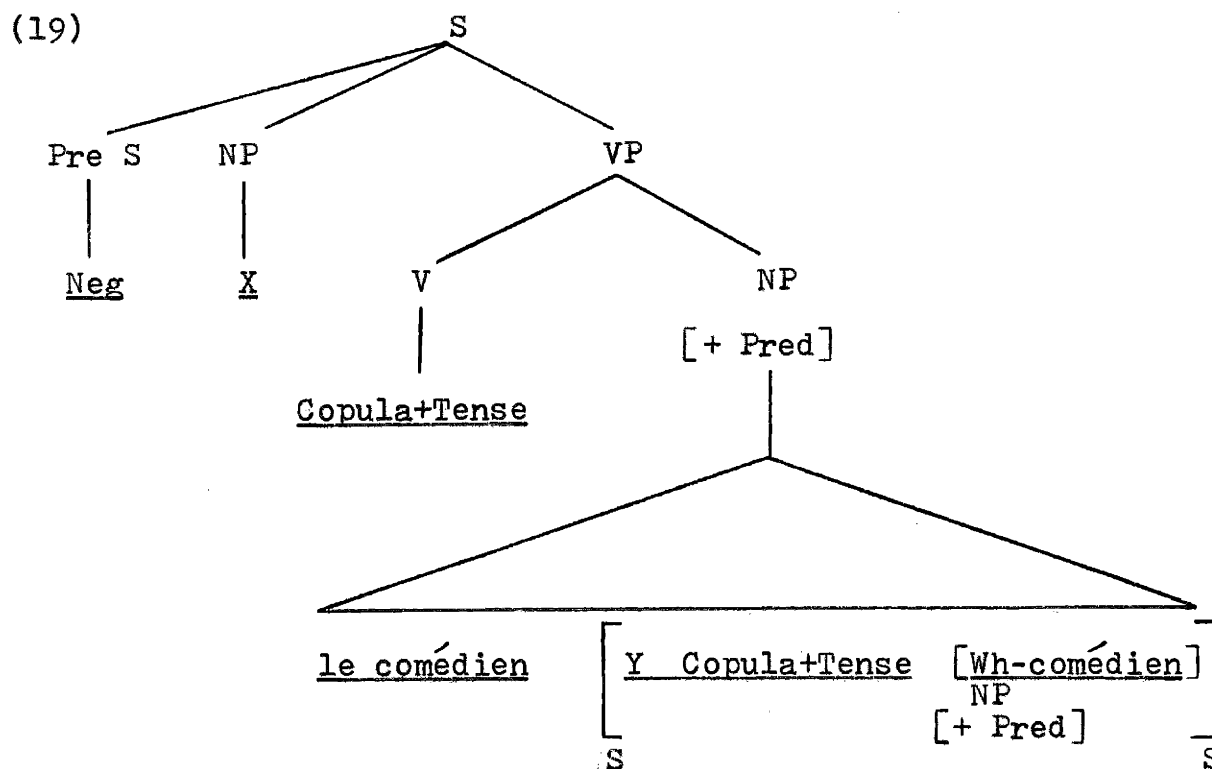 (19) S
Pre S NP VP
Neg X V NP
[+ Pred]
Copula+Tense
le comédien [Y Copula+Tense [Wh-comédien]]
NP
[+ Pred]
S S